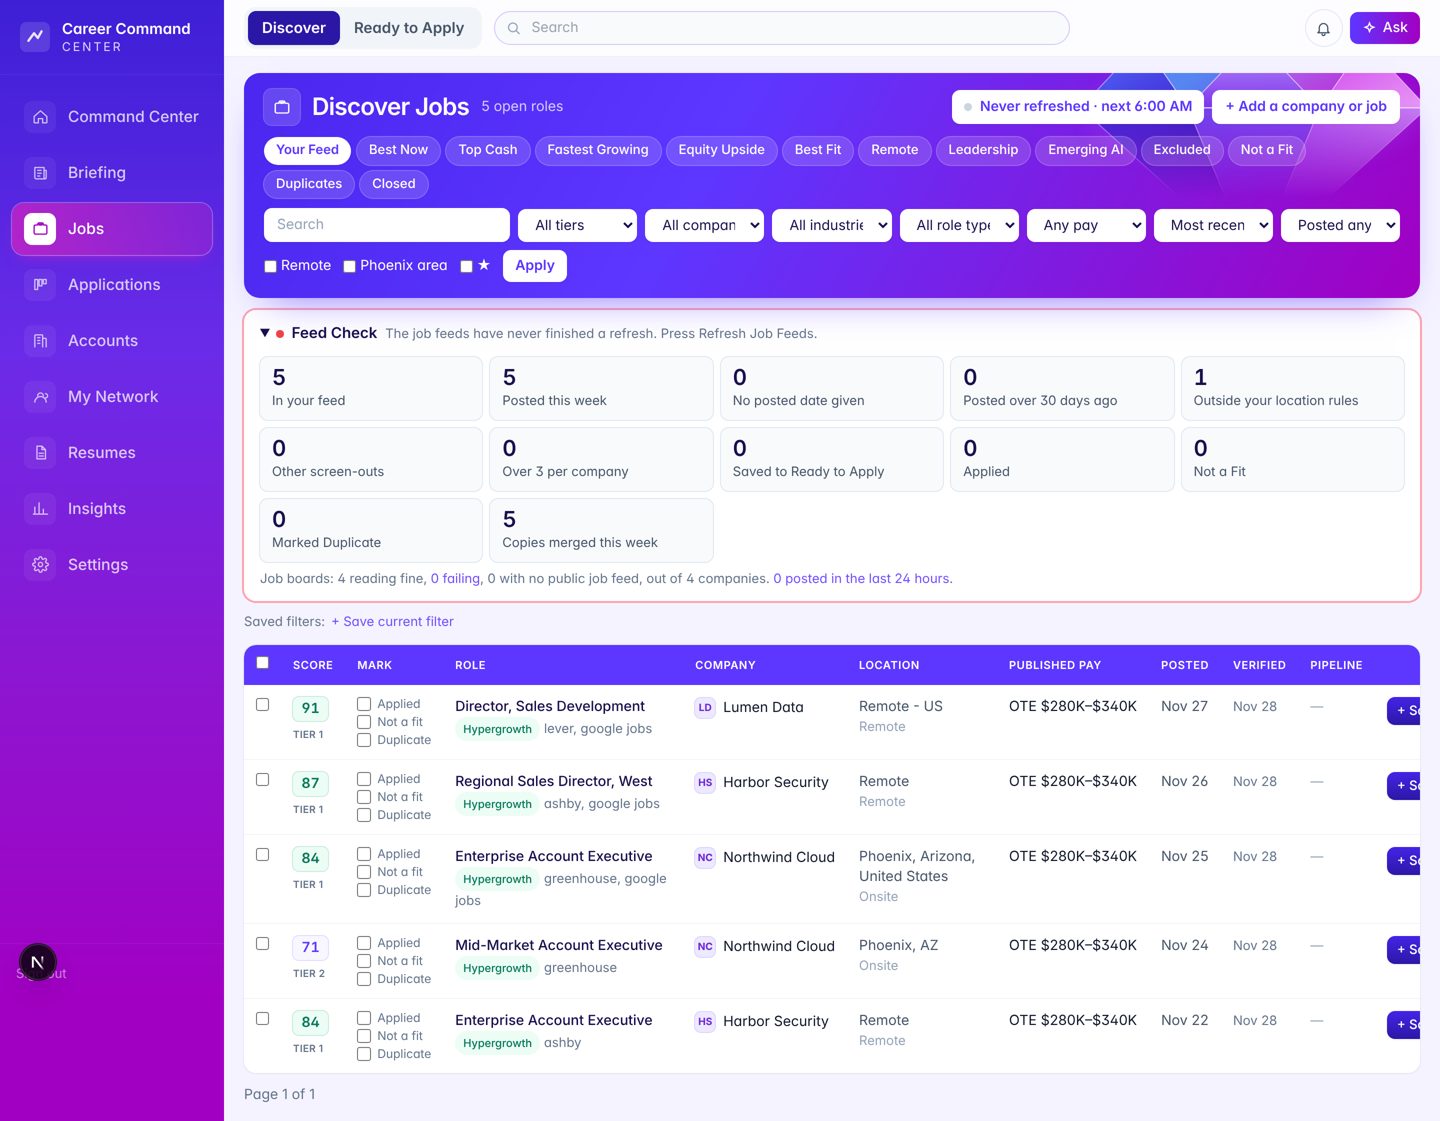 Career Command
CENTER
Command Center
Briefing
Jobs
Applications
Accounts
My Network
Resumes
Insights
Settings
N
Discover
Ready to Apply
Search
Ask
Discover Jobs
5 open roles
Never refreshed · next 6:00 AM
+ Add a company or job
Your Feed
Best Now
Top Cash
Fastest Growing
Equity Upside
Best Fit
Remote
Leadership
Emerging AI
Excluded
Not a Fit
Duplicates
Closed
Search
All tiers
All compan
All industrie
All role type
Any pay
Most recen
Posted any
Remote
Phoenix area
★
Apply
Feed Check The job feeds have never finished a refresh. Press Refresh Job Feeds.
5
In your feed
5
Posted this week
0
No posted date given
0
Posted over 30 days ago
1
Outside your location rules
0
Other screen-outs
0
Over 3 per company
0
Saved to Ready to Apply
0
Applied
0
Not a Fit
0
Marked Duplicate
5
Copies merged this week
Job boards: 4 reading fine, 0 failing, 0 with no public job feed, out of 4 companies. 0 posted in the last 24 hours.
Saved filters: + Save current filter
SCORE MARK ROLE COMPANY LOCATION PUBLISHED PAY POSTED VERIFIED PIPELINE
91
TIER 1
Applied
Not a fit
Duplicate
Director, Sales Development
Hypergrowth lever, google jobs
LD Lumen Data
Remote - US
Remote
OTE $280K–$340K
Nov 27
Nov 28
—
87
TIER 1
Applied
Not a fit
Duplicate
Regional Sales Director, West
Hypergrowth ashby, google jobs
HS Harbor Security
Remote
Remote
OTE $280K–$340K
Nov 26
Nov 28
—
84
TIER 1
Applied
Not a fit
Duplicate
Enterprise Account Executive
Hypergrowth greenhouse, google
jobs
NC Northwind Cloud
Phoenix, Arizona,
United States
Onsite
OTE $280K–$340K
Nov 25
Nov 28
—
71
TIER 2
Applied
Not a fit
Duplicate
Mid-Market Account Executive
Hypergrowth greenhouse
NC Northwind Cloud
Phoenix, AZ
Onsite
OTE $280K–$340K
Nov 24
Nov 28
—
84
TIER 1
Applied
Not a fit
Duplicate
Enterprise Account Executive
Hypergrowth ashby
HS Harbor Security
Remote
Remote
OTE $280K–$340K
Nov 22
Nov 28
—
Page 1 of 1